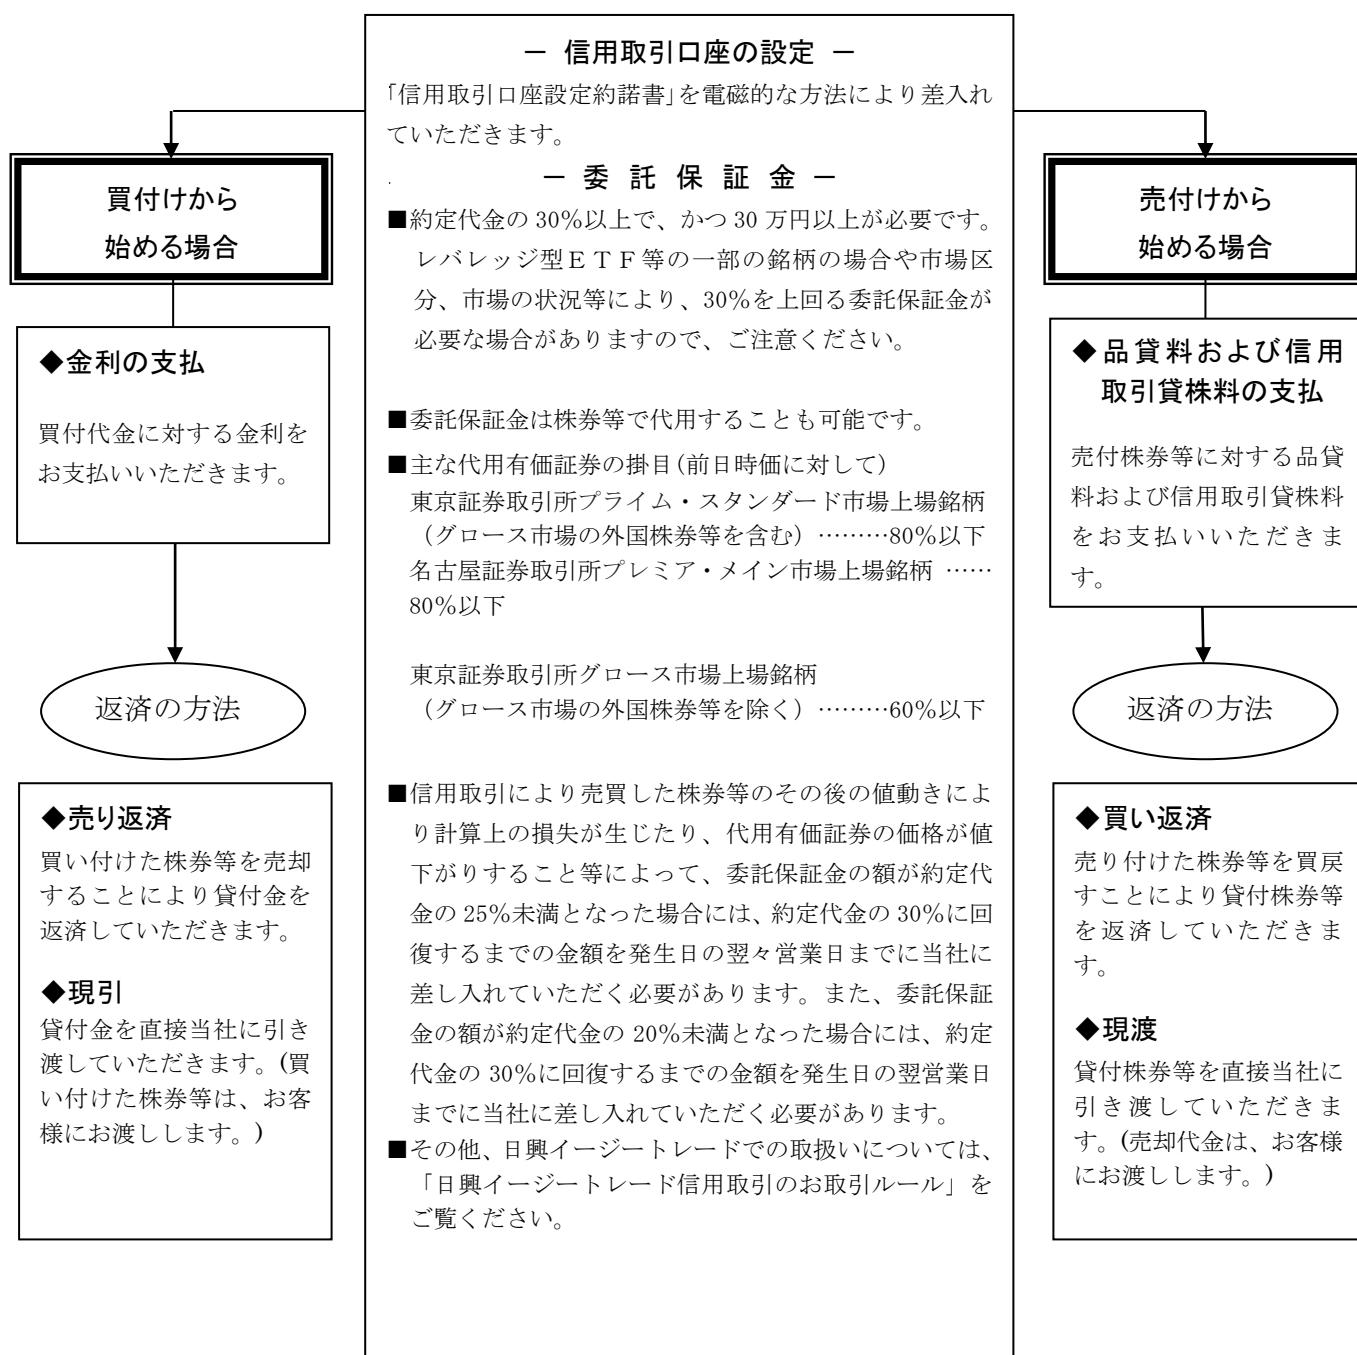 ― 信用取引口座の設定 ―
「信用取引口座設定約諾書」を電磁的な方法により差入れ
ていただきます。
― 委 託 保 証 金 ―
■約定代金の 30%以上で、かつ 30 万円以上が必要です。
レバレッジ型ＥＴＦ等の一部の銘柄の場合や市場区
分、市場の状況等により、30%を上回る委託保証金が
必要な場合がありますので、ご注意ください。
■委託保証金は株券等で代用することも可能です。
■主な代用有価証券の掛目(前日時価に対して)
東京証券取引所プライム・スタンダード市場上場銘柄
（グロース市場の外国株券等を含む）………80%以下
名古屋証券取引所プレミア・メイン市場上場銘柄 ……
80%以下
東京証券取引所グロース市場上場銘柄
（グロース市場の外国株券等を除く）………60%以下
■信用取引により売買した株券等のその後の値動きによ
り計算上の損失が生じたり、代用有価証券の価格が値
下がりすること等によって、委託保証金の額が約定代
金の 25%未満となった場合には、約定代金の 30%に回
復するまでの金額を発生日の翌々営業日までに当社に
差し入れていただく必要があります。また、委託保証
金の額が約定代金の 20%未満となった場合には、約定
代金の 30%に回復するまでの金額を発生日の翌営業日
までに当社に差し入れていただく必要があります。
■その他、日興イージートレードでの取扱いについては、
「日興イージートレード信用取引のお取引ルール」を
ご覧ください。
買付けから
始める場合
◆金利の支払
買付代金に対する金利を
お支払いいただきます。
返済の方法
◆売り返済
買い付けた株券等を売却
することにより貸付金を
返済していただきます。
◆現引
貸付金を直接当社に引き
渡していただきます。(買
い付けた株券等は、お客
様にお渡しします。)
売付けから
始める場合
◆品貸料および信用
取引貸株料の支払
売付株券等に対する品貸
料および信用取引貸株料
をお支払いいただきま
す。
返済の方法
◆買い返済
売り付けた株券等を買戻
すことにより貸付株券等
を返済していただきま
す。
◆現渡
貸付株券等を直接当社に
引き渡していただきま
す。(売却代金は、お客様
にお渡しします。)